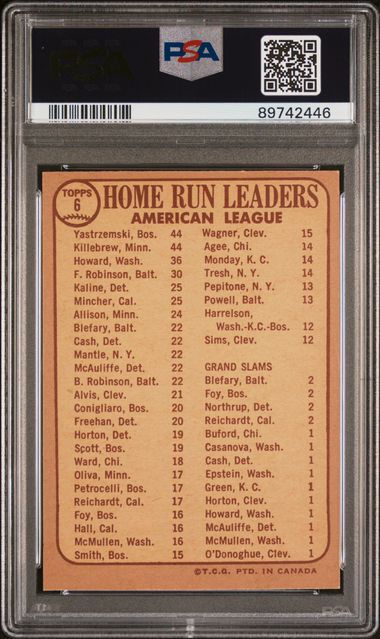 PSA
PSA
89742446
TOPPS
6
HOME RUN LEADERS
AMERICAN LEAGUE
Yastrzemski, Bos. 44
Killebrew, Minn. 44
Howard, Wash. 36
F. Robinson, Balt. 30
Kaline, Det. 25
Mincher, Cal. 25
Allison, Minn. 24
Blefary, Balt. 22
Cash, Det. 22
Mantle, N. Y. 22
McAuliffe, Det. 22
B. Robinson, Balt. 22
Alvis, Clev. 21
Conigliaro, Bos. 20
Freehan, Det. 20
Horton, Det. 19
Scott, Bos. 19
Ward, Chi. 18
Oliva, Minn. 17
Petrocelli, Bos. 17
Reichardt, Cal. 17
Foy, Bos. 16
Hall, Cal. 16
McMullen, Wash. 16
Smith, Bos. 15
Wagner, Clev. 15
Agee, Chi. 14
Monday, K. C. 14
Tresh, N. Y. 14
Pepitone, N. Y. 13
Powell, Balt. 13
Harrelson,
Wash.-K.C.-Bos. 12
Sims, Clev. 12
GRAND SLAMS
Blefary, Balt. 2
Foy, Bos. 2
Northrup, Det. 2
Reichardt, Cal. 2
Buford, Chi. 1
Casanova, Wash. 1
Cash, Det. 1
Epstein, Wash. 1
Green, K. C. 1
Horton, Clev. 1
Howard, Wash. 1
McAuliffe, Det. 1
McMullen, Wash. 1
O'Donoghue, Clev. 1
© T.C.G. PTD. IN CANADA